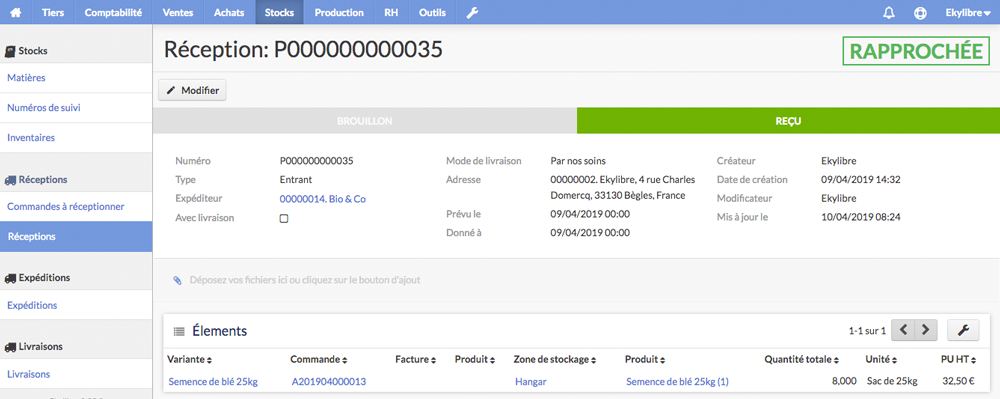 Tiers Comptabilité Ventes Achats Stocks Production RH Outils Ekylibre
Stocks
Matières
Numéros de suivi
Inventaires
Réceptions
Commandes à réceptionner
Réceptions
Expéditions
Expéditions
Livraisons
Livraisons
Réception: P000000000035
RAPPROCHÉE
Modifier
BROUILLON REÇU
Numéro P000000000035
Type Entrant
Expéditeur 00000014. Bio & Co
Avec livraison
Mode de livraison Par nos soins
Adresse 00000002. Ekylibre, 4 rue Charles
Domercq, 33130 Bègles, France
Prévu le 09/04/2019 00:00
Donné à 09/04/2019 00:00
Créateur Ekylibre
Date de création 09/04/2019 14:32
Modificateur Ekylibre
Mis à jour le 10/04/2019 08:24
Déposez vos fichiers ici ou cliquez sur le bouton d'ajout
Élements 1-1 sur 1
Variante Commande Facture Produit Zone de stockage Produit Quantité totale Unité PU HT
Semence de blé 25kg A201904000013 Hangar Semence de blé 25kg (1) 8,000 Sac de 25kg 32,50 €